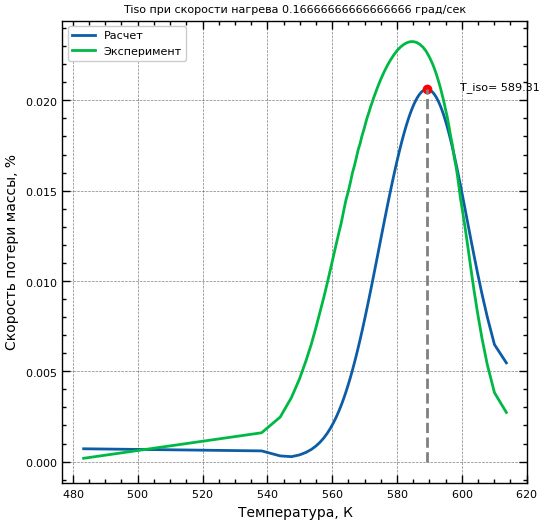 Tiso при скорости нагрева 0.16666666666666666 град/сек
Расчет
Эксперимент
T_iso= 589.31
0.020
0.015
0.010
0.005
0.000
Скорость потери массы, %
480 500 520 540 560 580 600 620
Температура, К